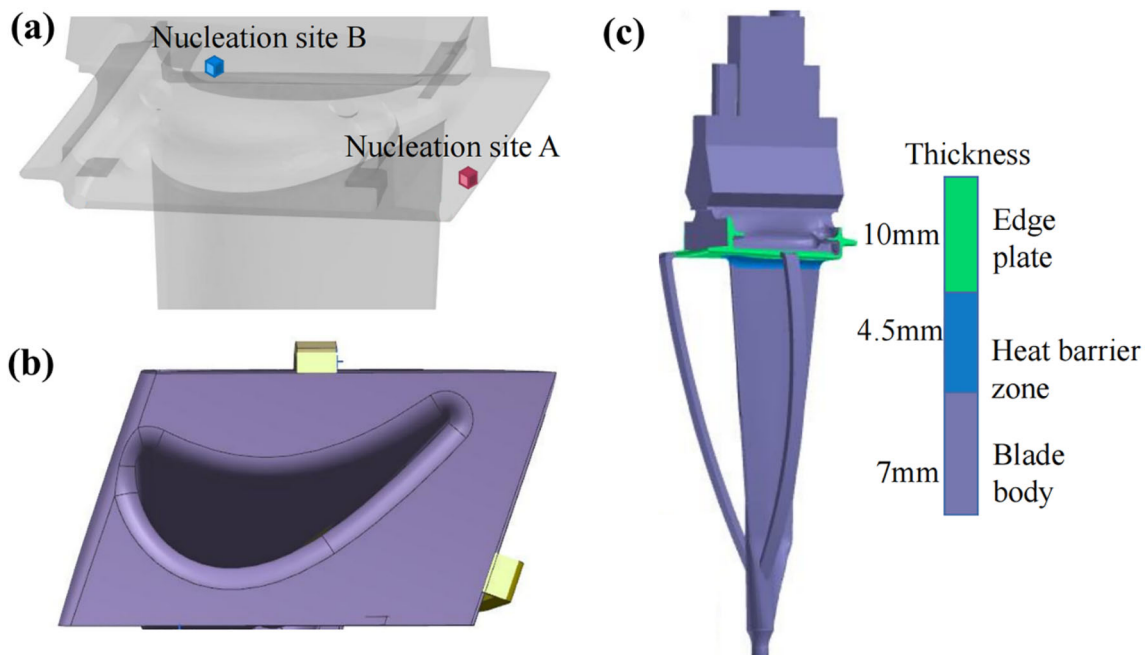 (a)
Nucleation site B
Nucleation site A
(b)
(c)
Thickness
10mm
Edge
plate
4.5mm
Heat barrier
zone
7mm
Blade
body